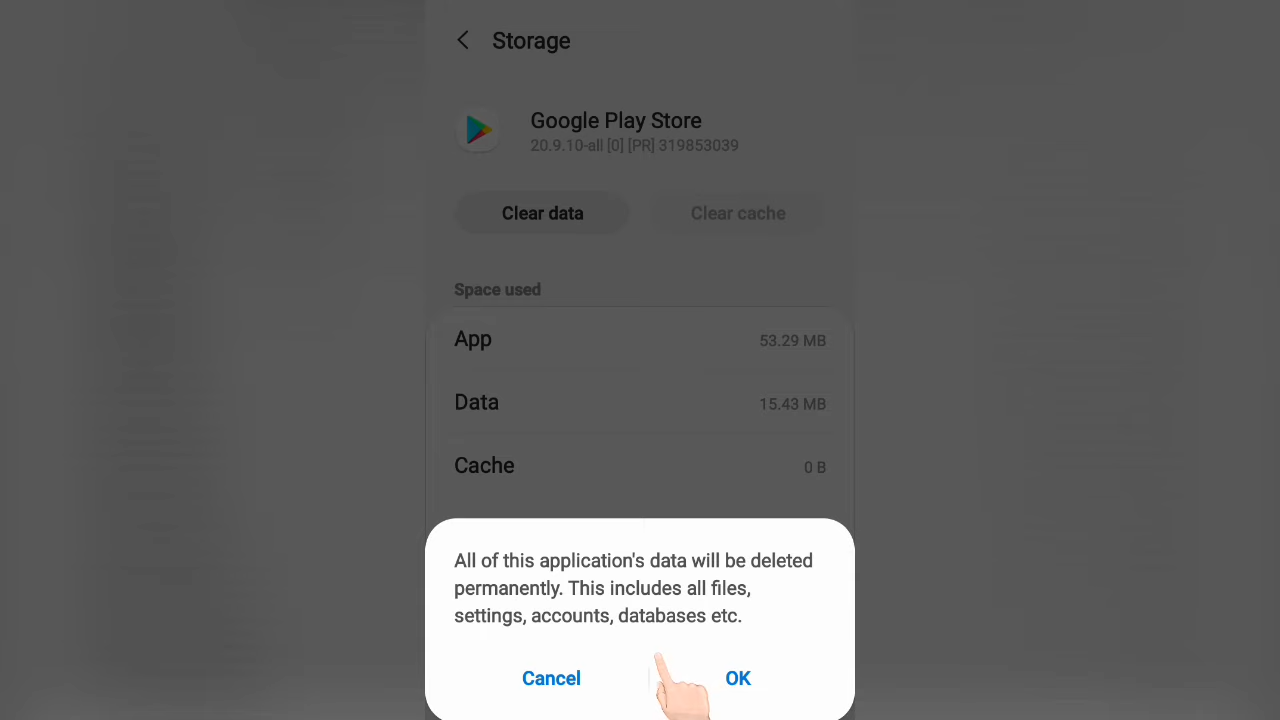 Storage
Google Play Store
20.9.10-all [0] [PR] 319853039
Clear data
Clear cache
Space used
App
53.29 MB
Data
15.43 MB
Cache
0 B
All of this application's data will be deleted
permanently. This includes all files,
settings, accounts, databases etc.
Cancel
OK